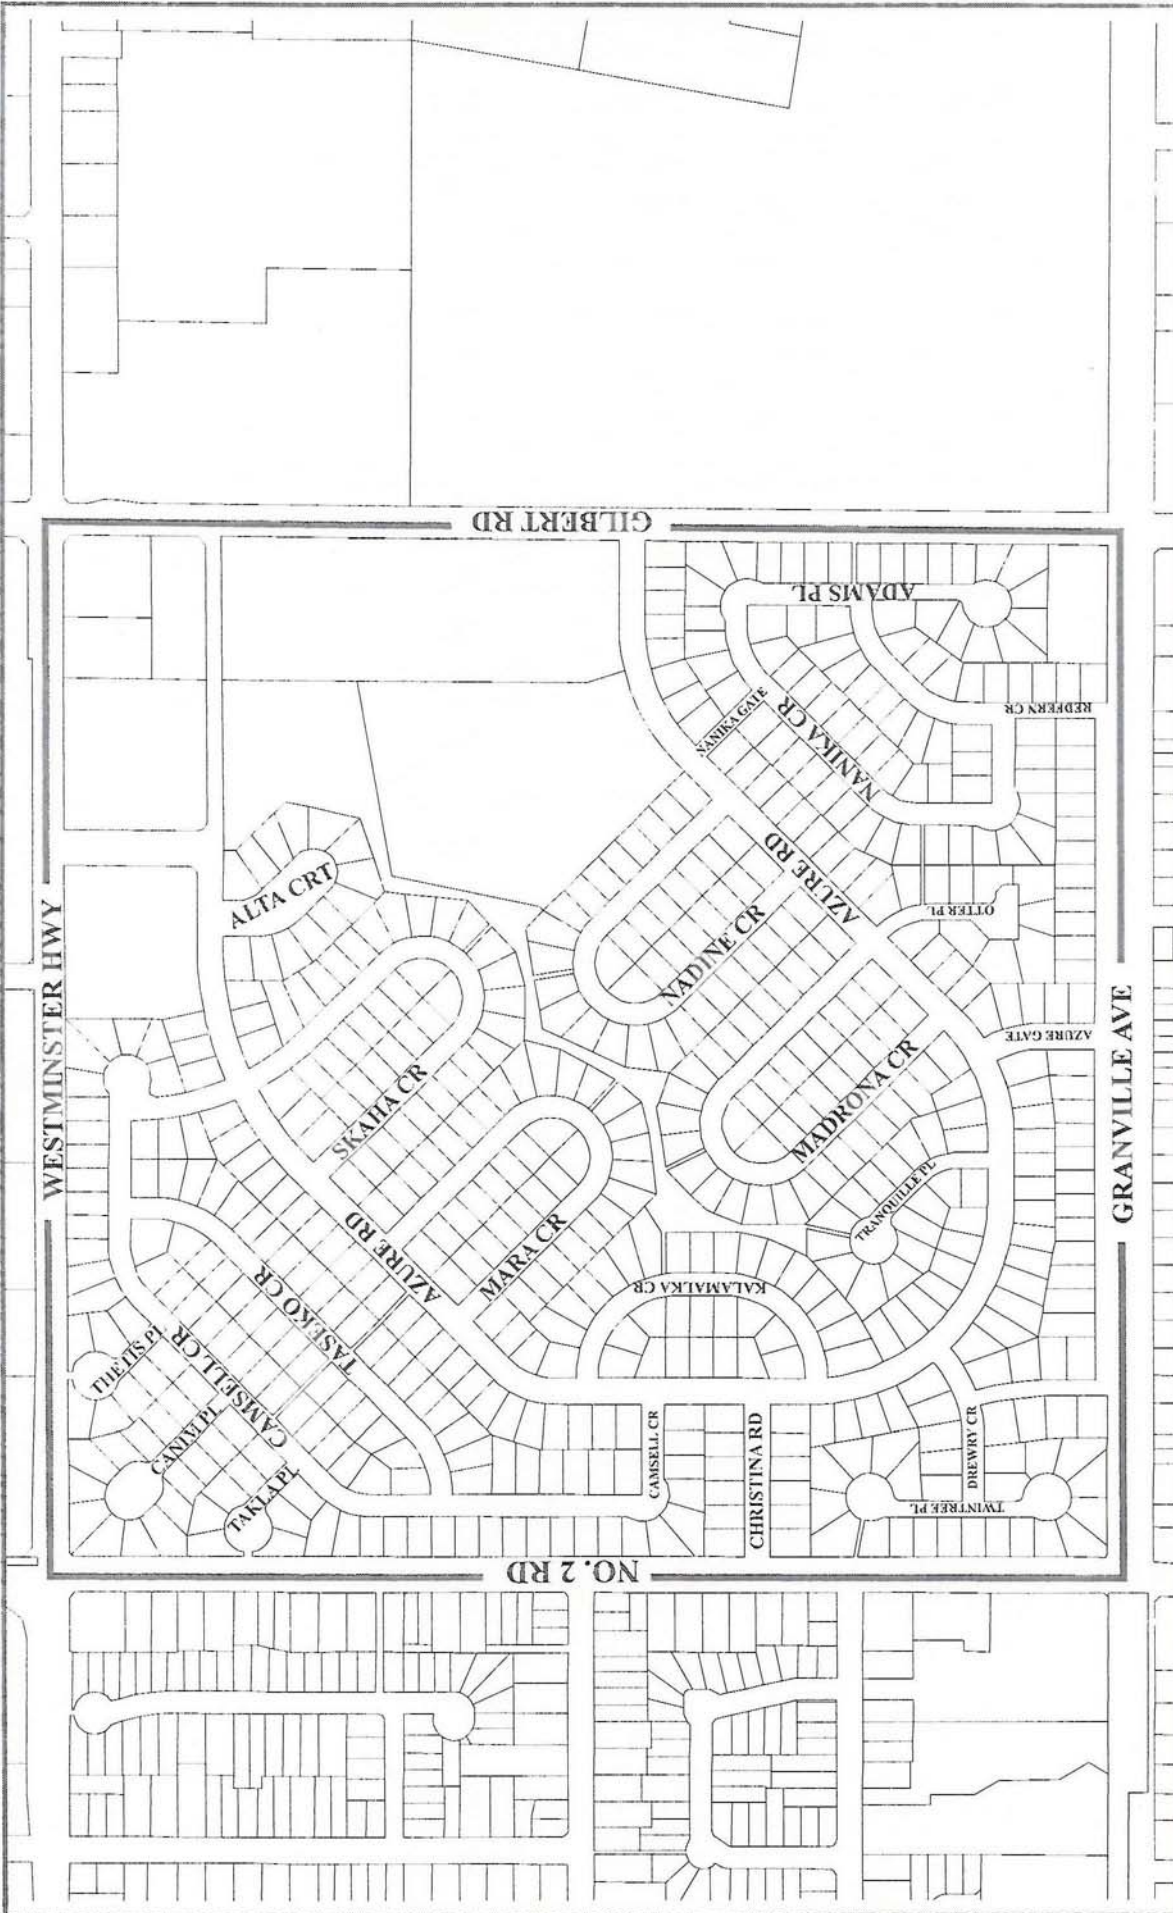 GILBERT RD
ADAMS PL
NANIKA GATE
NANIKA CR
REDFERN CR
AZURE RD
ALTA CRT
OTTER PL
NADINE CR
WESTMINSTER HWY
AZURE GATE
GRANVILLE AVE
SKAHA CR
MADRONA CR
TRANQUILLE PL
AZURE RD
MARA CR
KALAMALKA CR
TASEKO CR
THETIS PL
CAMSELL CR
CANIM PL
TAKLA PL
CAMSELL CR
CHRISTINA RD
DREWRY CR
TWINTREE PL
NO. 2 RD